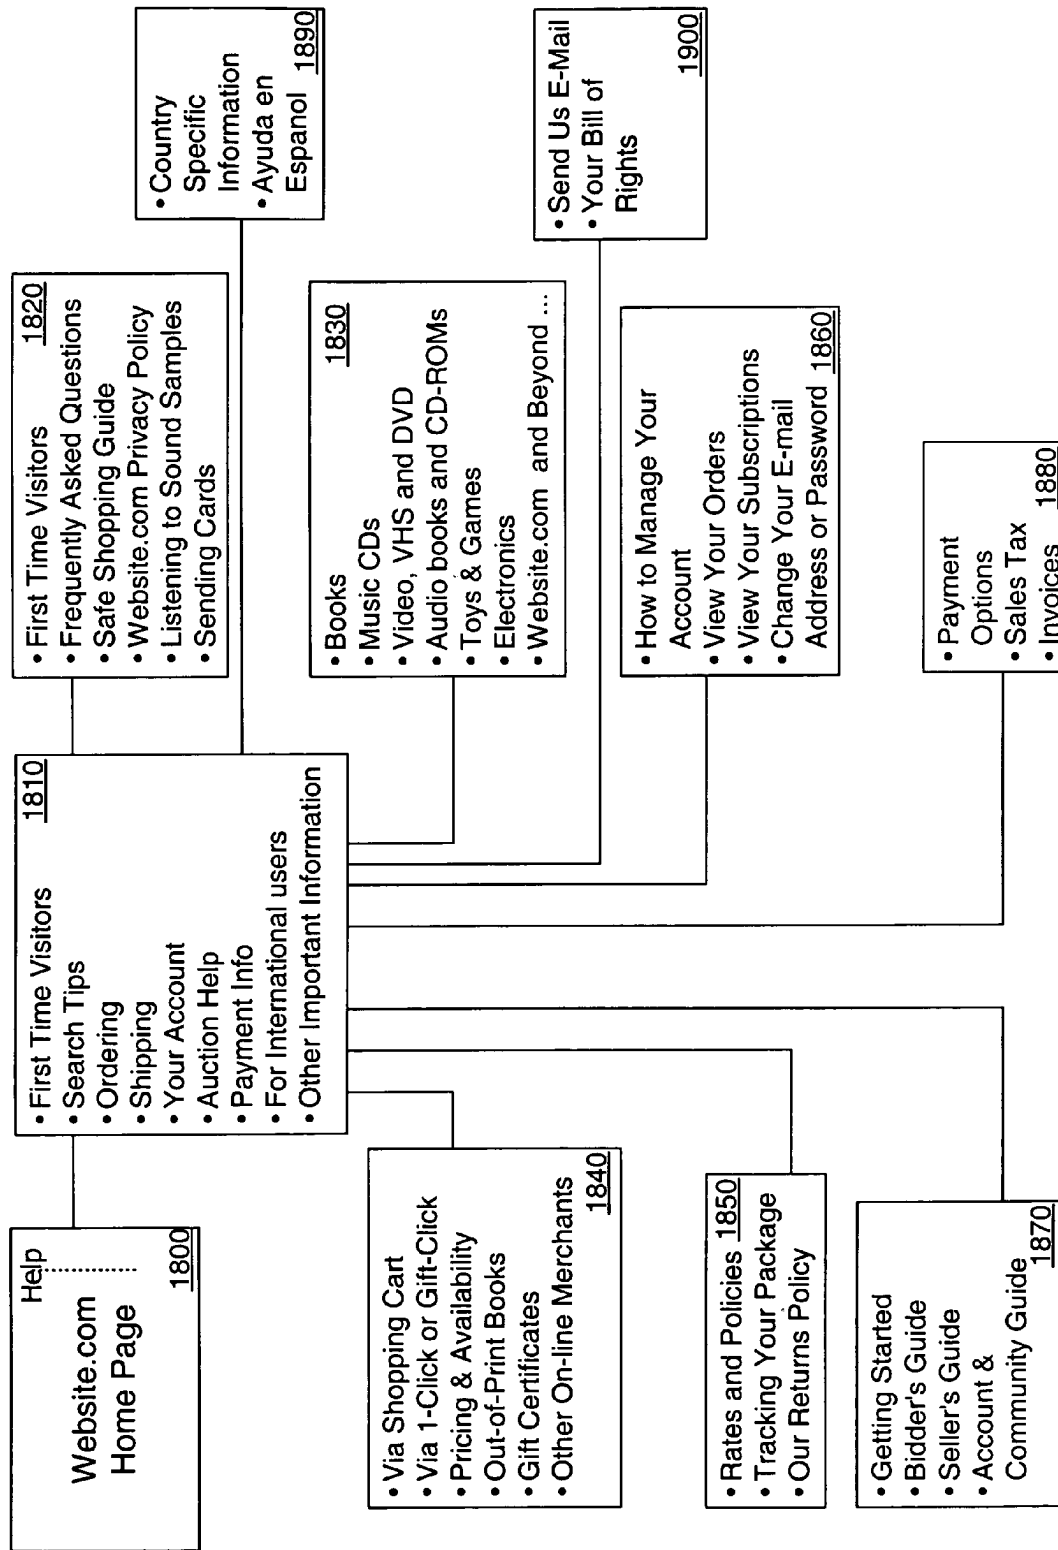 Help
Website.com
Home Page
1800
1810
• First Time Visitors
• Search Tips
• Ordering
• Shipping
• Your Account
• Auction Help
• Payment Info
• For International users
• Other Important Information
• First Time Visitors 1820
• Frequently Asked Questions
• Safe Shopping Guide
• Website.com Privacy Policy
• Listening to Sound Samples
• Sending Cards
• Country
Specific
Information
• Ayuda en
Espanol 1890
• Books 1830
• Music CDs
• Video, VHS and DVD
• Audio books and CD-ROMs
• Toys & Games
• Electronics
• Website.com and Beyond ...
• Send Us E-Mail
• Your Bill of
Rights
1900
• Via Shopping Cart
• Via 1-Click or Gift-Click
• Pricing & Availability
• Out-of-Print Books
• Gift Certificates
• Other On-line Merchants
1840
• How to Manage Your
Account
• View Your Orders
• View Your Subscriptions
• Change Your E-mail
Address or Password 1860
• Rates and Policies 1850
• Tracking Your Package
• Our Returns Policy
• Getting Started
• Bidder's Guide
• Seller's Guide
• Account &
Community Guide
1870
• Payment
Options
• Sales Tax
• Invoices 1880